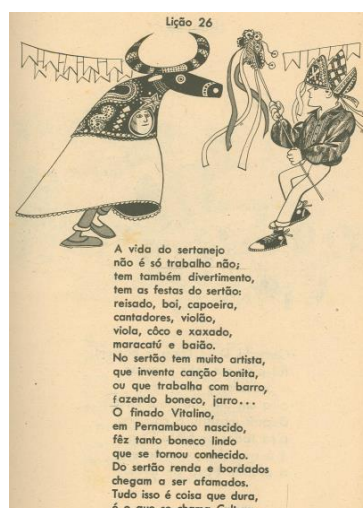 Lição 26
A vida do sertanejo
não é só trabalho não;
tem também divertimento,
tem as festas do sertão:
reisado, boi, capoeira,
cantadores, violão,
viola, côco e xaxado,
maracatú e baião.
No sertão tem muito artista,
que inventa canção bonita,
ou que trabalha com barro,
fazendo boneco, jarro...
O finado Vitalino,
em Pernambuco nascido,
fêz tanto boneco lindo
que se tornou conhecido.
Do sertão renda e bordados
chegam a ser afamados.
Tudo isso é coisa que dura,
é o que se chama